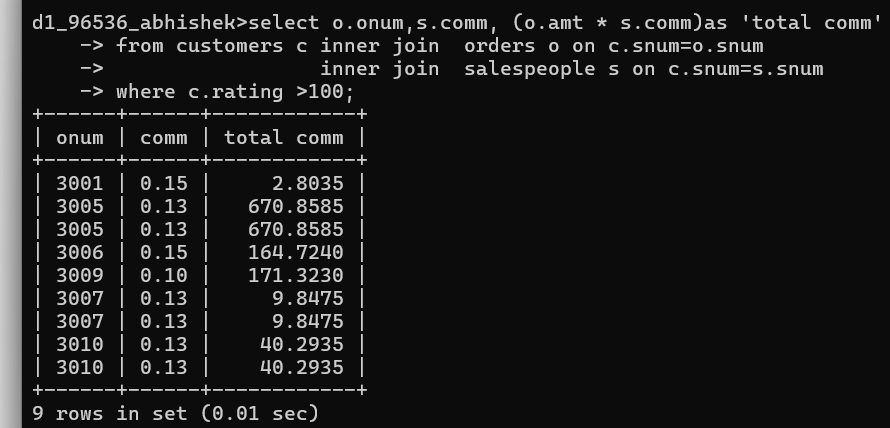 d1_96536_abhishek>select o.onum,s.comm, (o.amt * s.comm)as 'total comm'
    -> from customers c inner join  orders o on c.snum=o.snum
    ->                  inner join  salespeople s on c.snum=s.snum
    -> where c.rating >100;
+------+------+------------+
| onum | comm | total comm |
+------+------+------------+
| 3001 | 0.15 |     2.8035 |
| 3005 | 0.13 |   670.8585 |
| 3005 | 0.13 |   670.8585 |
| 3006 | 0.15 |   164.7240 |
| 3009 | 0.10 |   171.3230 |
| 3007 | 0.13 |     9.8475 |
| 3007 | 0.13 |     9.8475 |
| 3010 | 0.13 |    40.2935 |
| 3010 | 0.13 |    40.2935 |
+------+------+------------+
9 rows in set (0.01 sec)